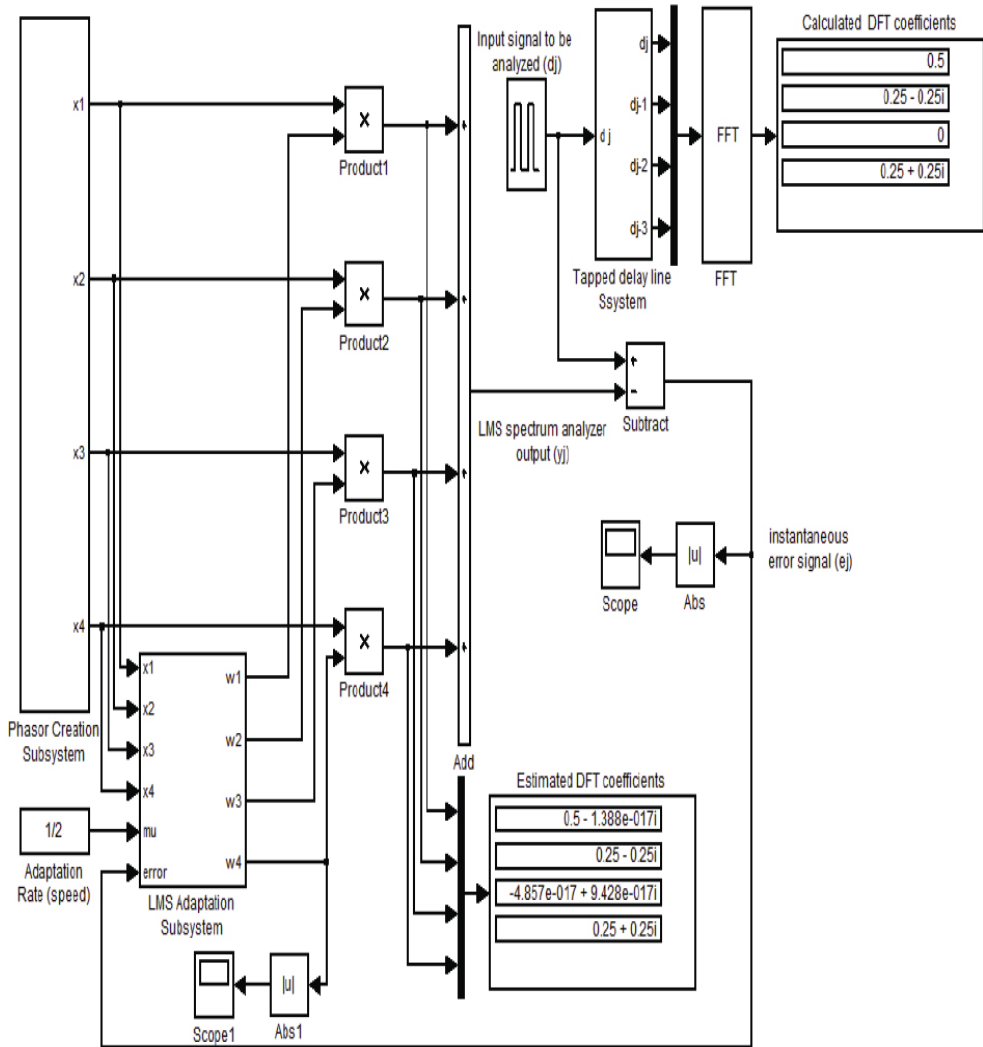 x1
x2
x3
x4
Phasor Creation
Subsystem
1/2
Adaptation
Rate (speed)
x1
x2
x3
x4
mu
error
w1
w2
w3
w4
LMS Adaptation
Subsystem
Scope1
|u|
Abs1
×
Product1
×
Product2
×
Product3
×
Product4
+
+
+
+
Add
Input signal to be
analyzed (dj)
d j
dj
dj-1
dj-2
dj-3
Tapped delay line
Ssystem
FFT
FFT
Calculated DFT coefficients
0.5
0.25 - 0.25i
0
0.25 + 0.25i
+
−
Subtract
LMS spectrum analyzer
output (yj)
Scope
|u|
Abs
instantaneous
error signal (ej)
Estimated DFT coefficients
0.5 - 1.388e-017i
0.25 - 0.25i
-4.857e-017 + 9.428e-017i
0.25 + 0.25i